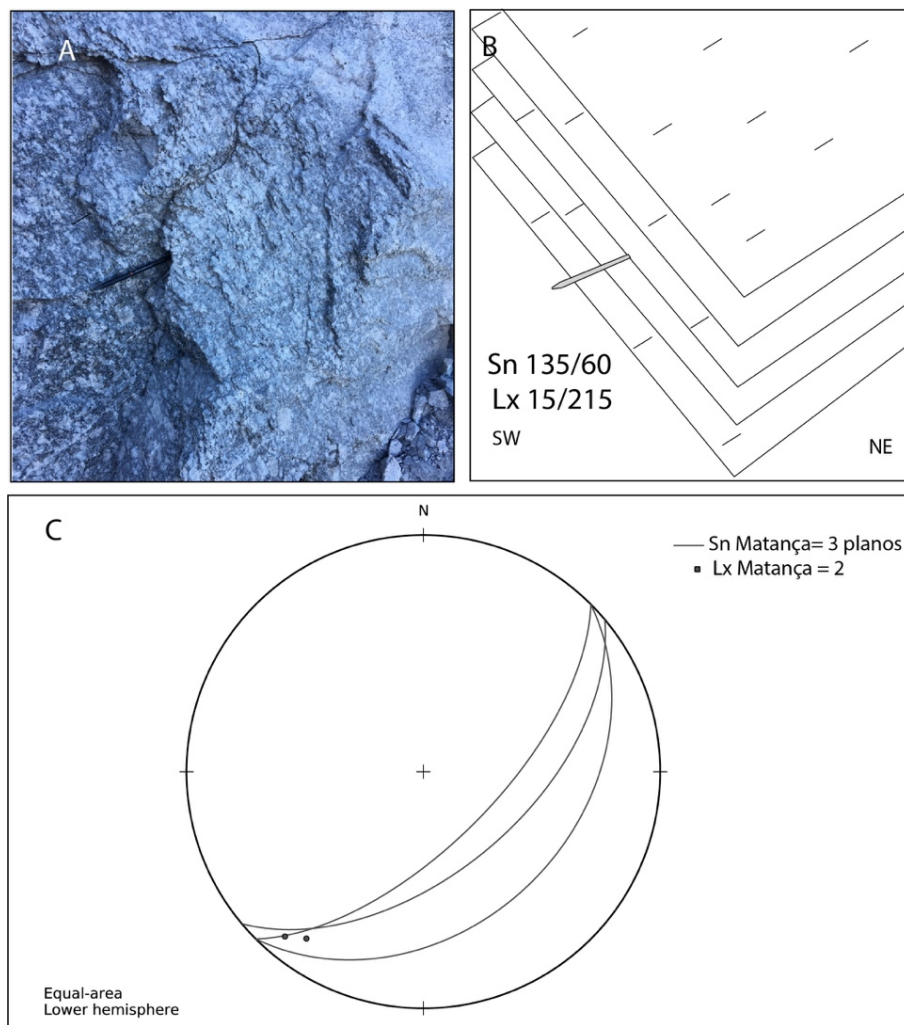 A
B
Sn 135/60
Lx 15/215
SW
NE
C
N
Sn Matança= 3 planos
Lx Matança = 2
Equal-area
Lower hemisphere